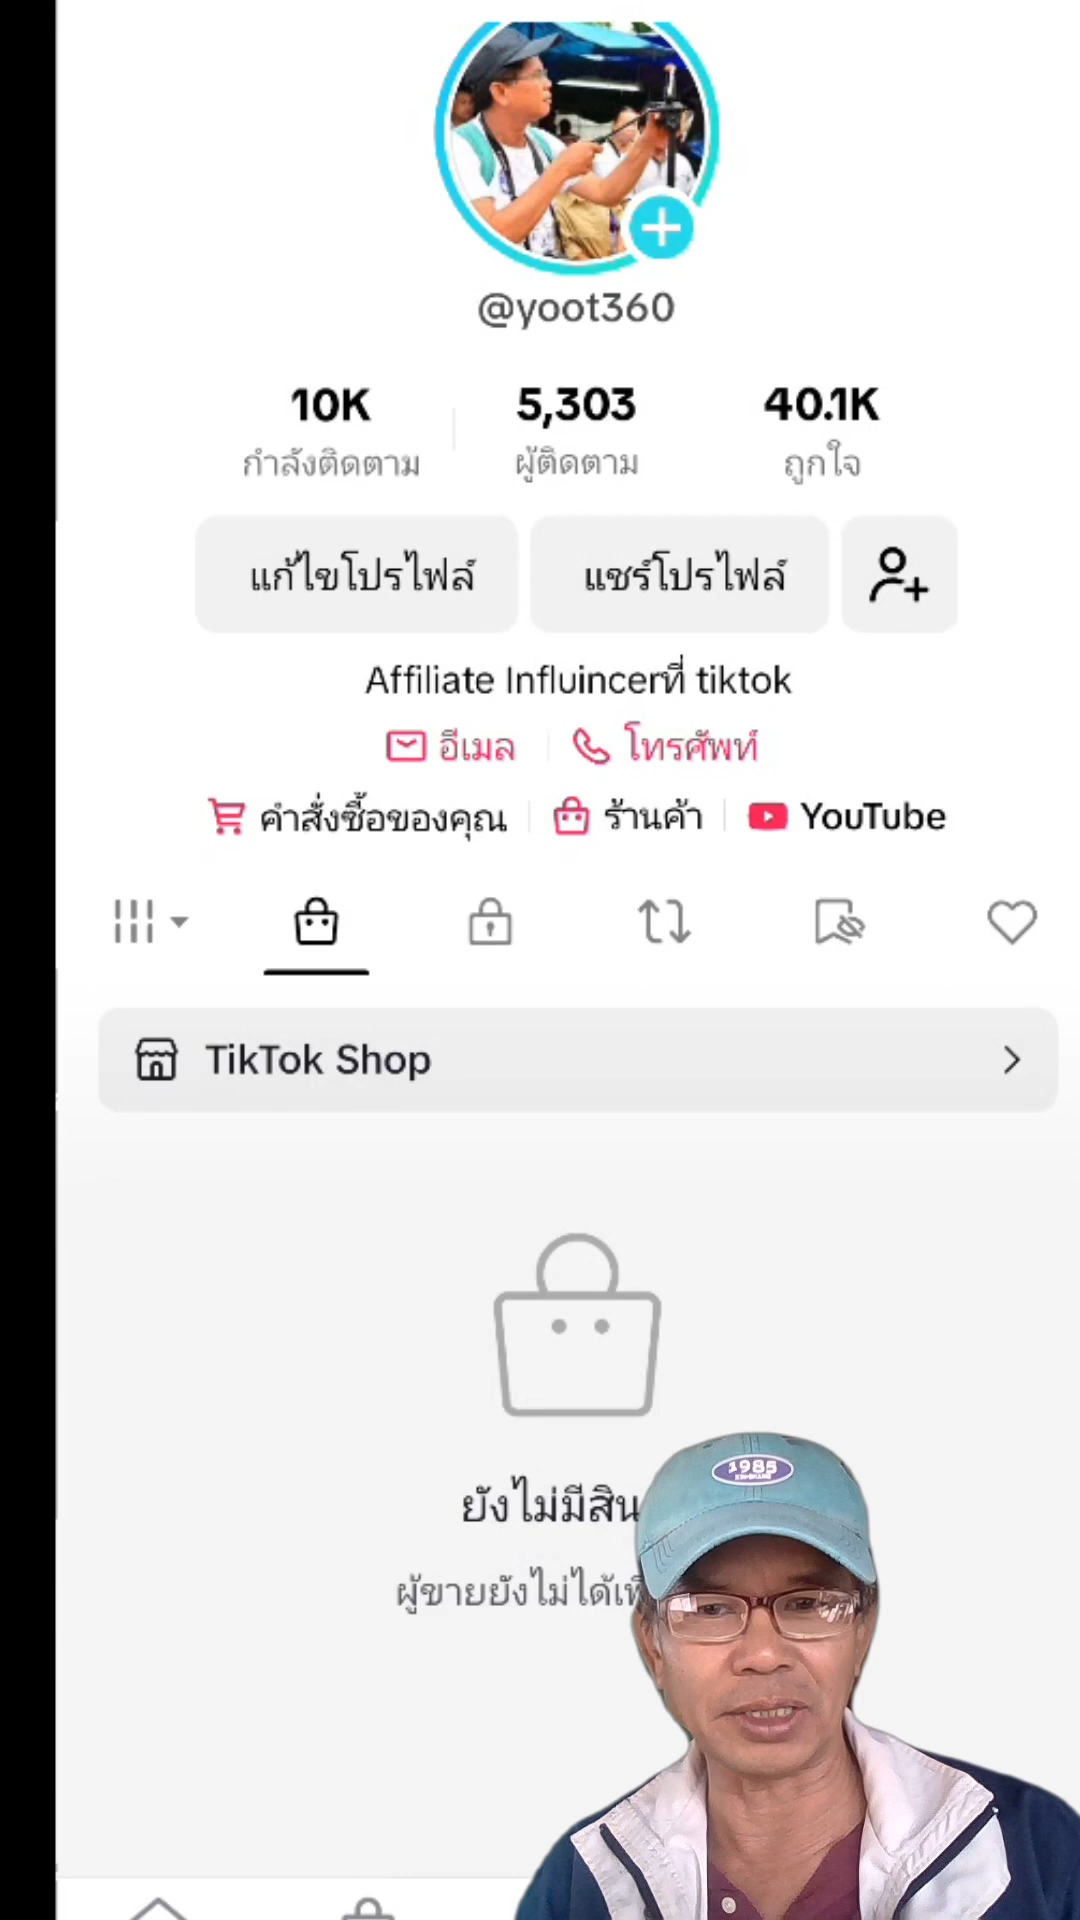 @yoot360
10K 5,303 40.1K
กำลังติดตาม ผู้ติดตาม ถูกใจ
แก้ไขโปรไฟล์ แชร์โปรไฟล์
Affiliate Influincerที่ tiktok
อีเมล โทรศัพท์
คำสั่งซื้อของคุณ ร้านค้า YouTube
TikTok Shop
ยังไม่มีสิน
1985
ผู้ขายยังไม่ได้